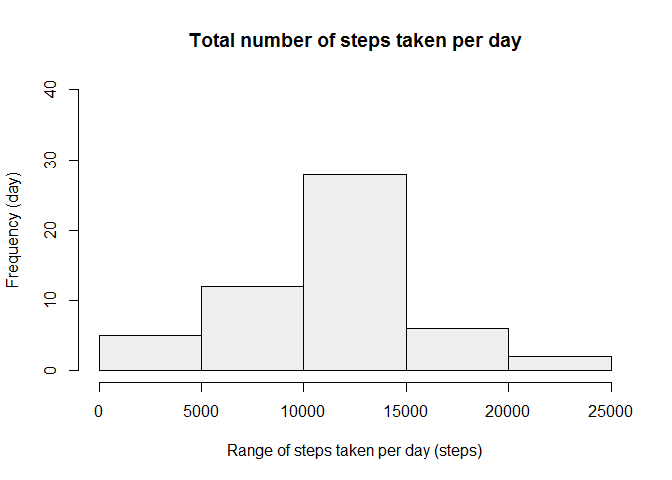 Total number of steps taken per day
Frequency (day)
40
30
20
10
0
0 5000 10000 15000 20000 25000
Range of steps taken per day (steps)